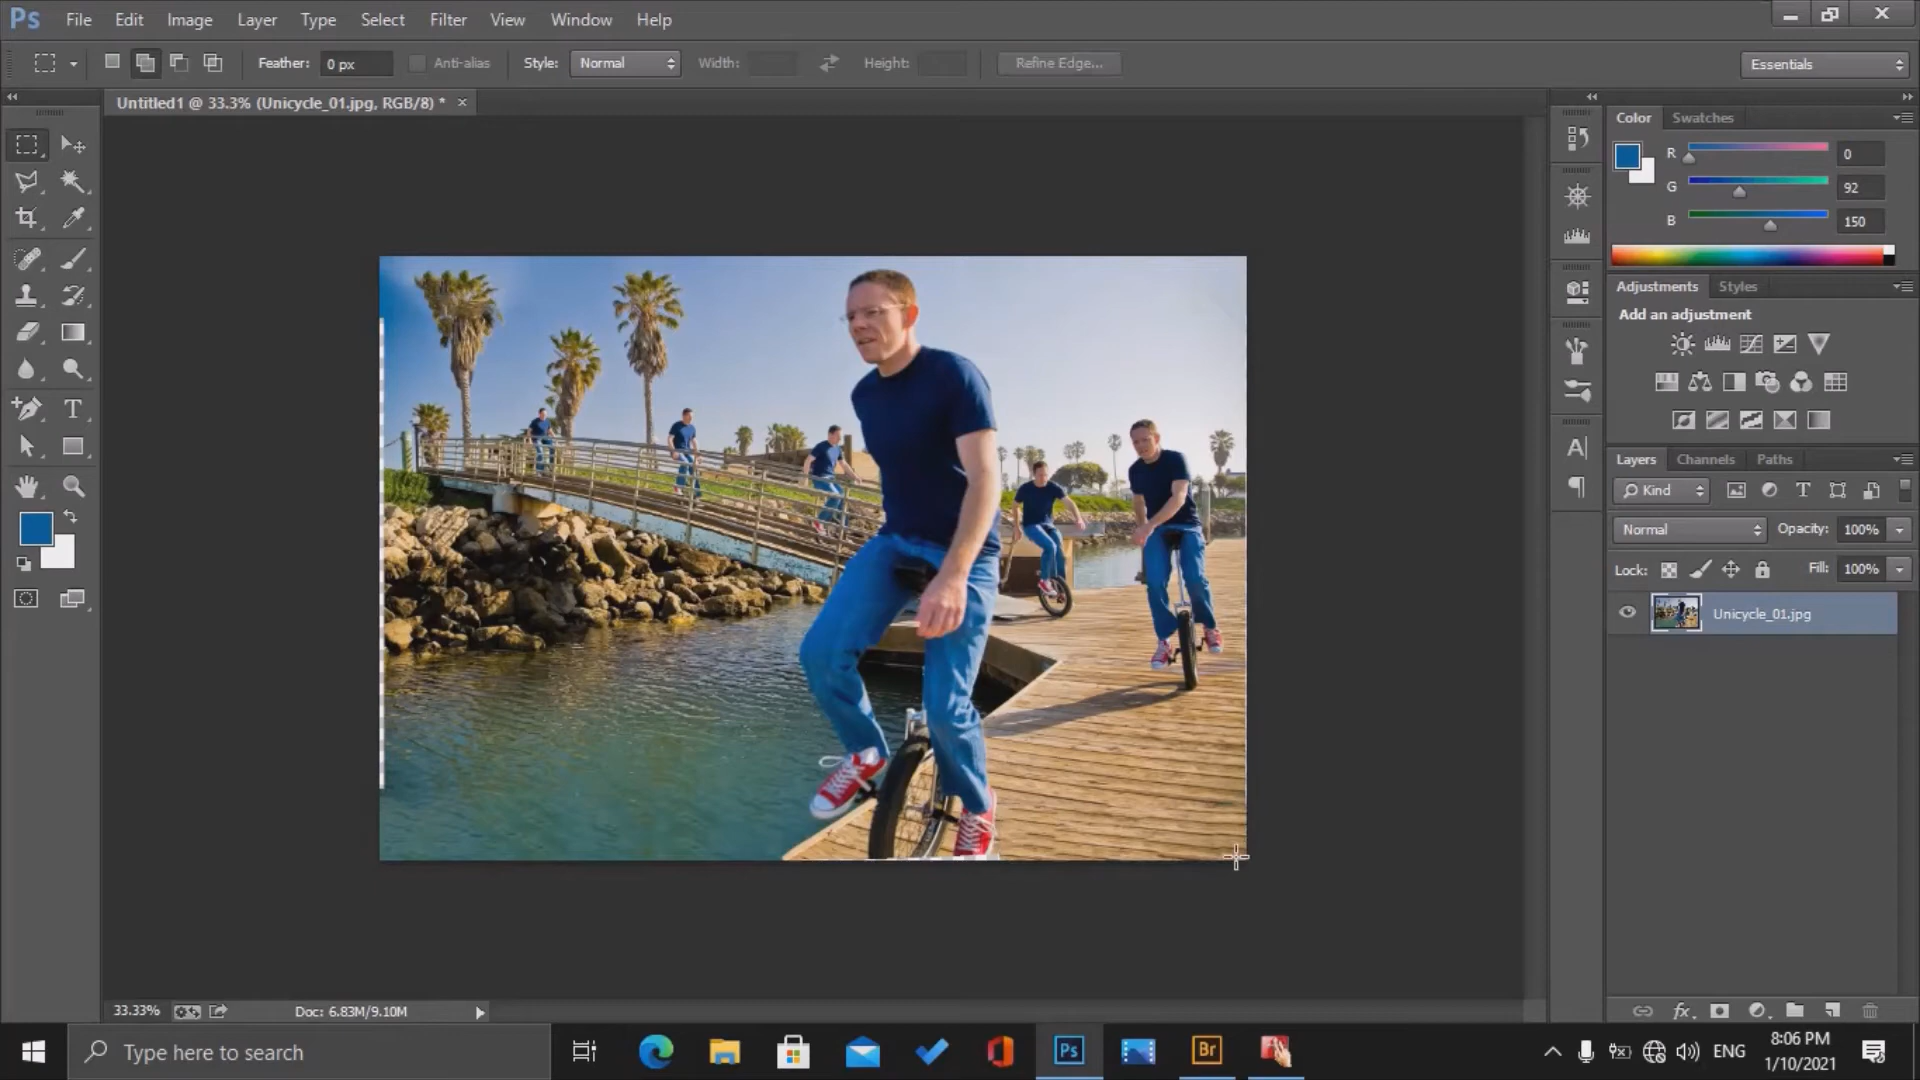 Ps File Edit Image Layer Type Select Filter View Window Help
Feather: 0 px Anti-alias Style: Normal Width: Height: Refine Edge... Essentials
Untitled1 @ 33.3% (Unicycle_01.jpg, RGB/8) * ×
Color Swatches
R 0
G 92
B 150
Adjustments Styles
Add an adjustment
Layers Channels Paths
Kind
Normal Opacity: 100%
Lock: Fill: 100%
Unicycle_01.jpg
33.33% Doc: 6.83M/9.10M
Type here to search
Ps
Br
ENG
8:06 PM
1/10/2021